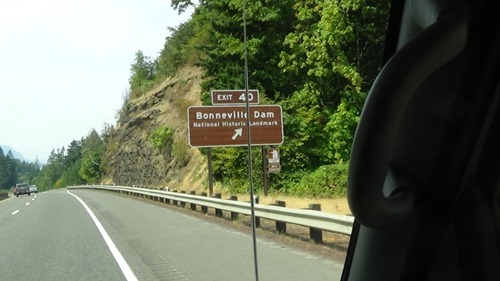 EXIT 40
Bonneville Dam
National Historic Landmark